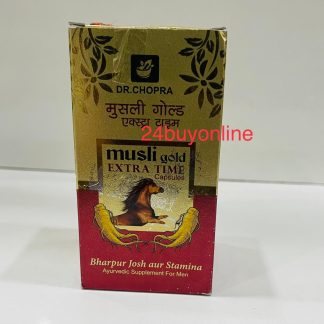 DR.CHOPRA
मुसली गोल्ड
एक्स्ट्रा टाइम
24buyonline
musli gold
EXTRA TIME
Capsules
Bharpur Josh aur Stamina
Ayurvedic Supplement For Men